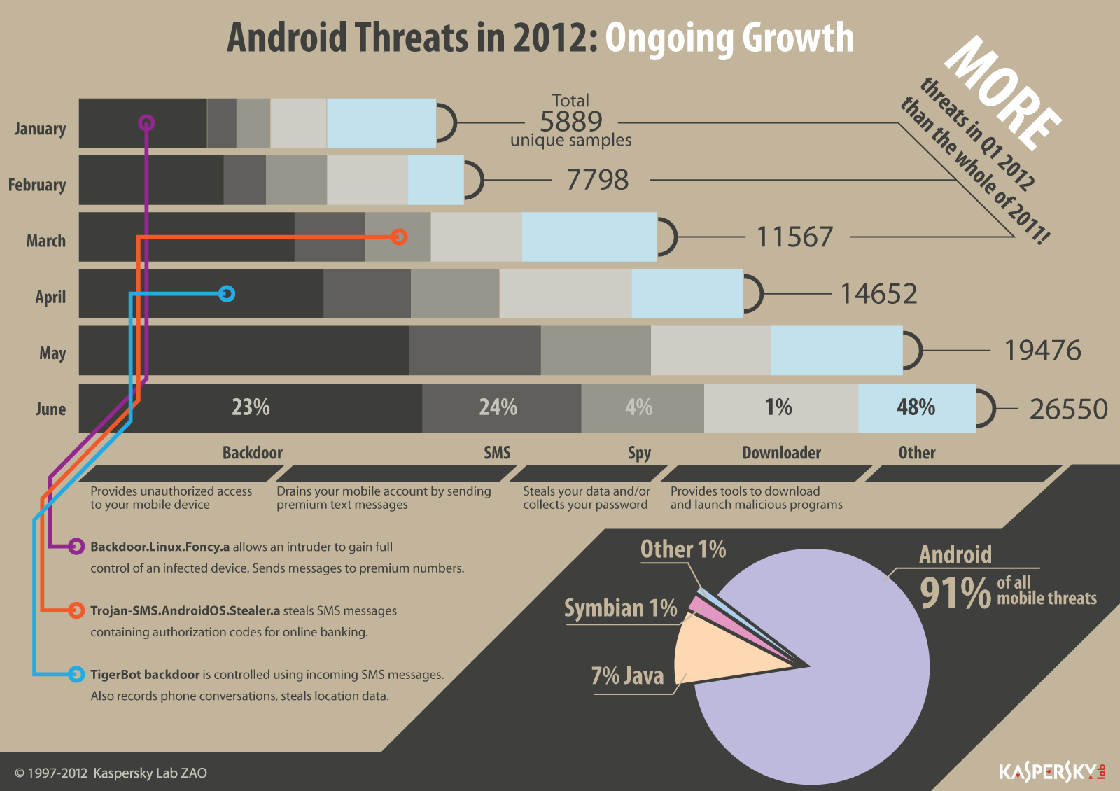 Android Threats in 2012: Ongoing Growth
MORE
threats in Q1 2012
than the whole of 2011!
January
Total
5889
unique samples
February
7798
March
11567
April
14652
May
19476
June
23%
24%
4%
1%
48%
26550
Backdoor
SMS
Spy
Downloader
Other
Provides unauthorized access
to your mobile device
Drains your mobile account by sending
premium text messages
Steals your data and/or
collects your password
Provides tools to download
and launch malicious programs
Backdoor.Linux.Foncy.a allows an intruder to gain full
control of an infected device. Sends messages to premium numbers.
Trojan-SMS.AndroidOS.Stealer.a steals SMS messages
containing authorization codes for online banking.
TigerBot backdoor is controlled using incoming SMS messages.
Also records phone conversations, steals location data.
Other 1%
Symbian 1%
7% Java
Android
91% of all
mobile threats
© 1997-2012 Kaspersky Lab ZAO
KASPERSKY lab